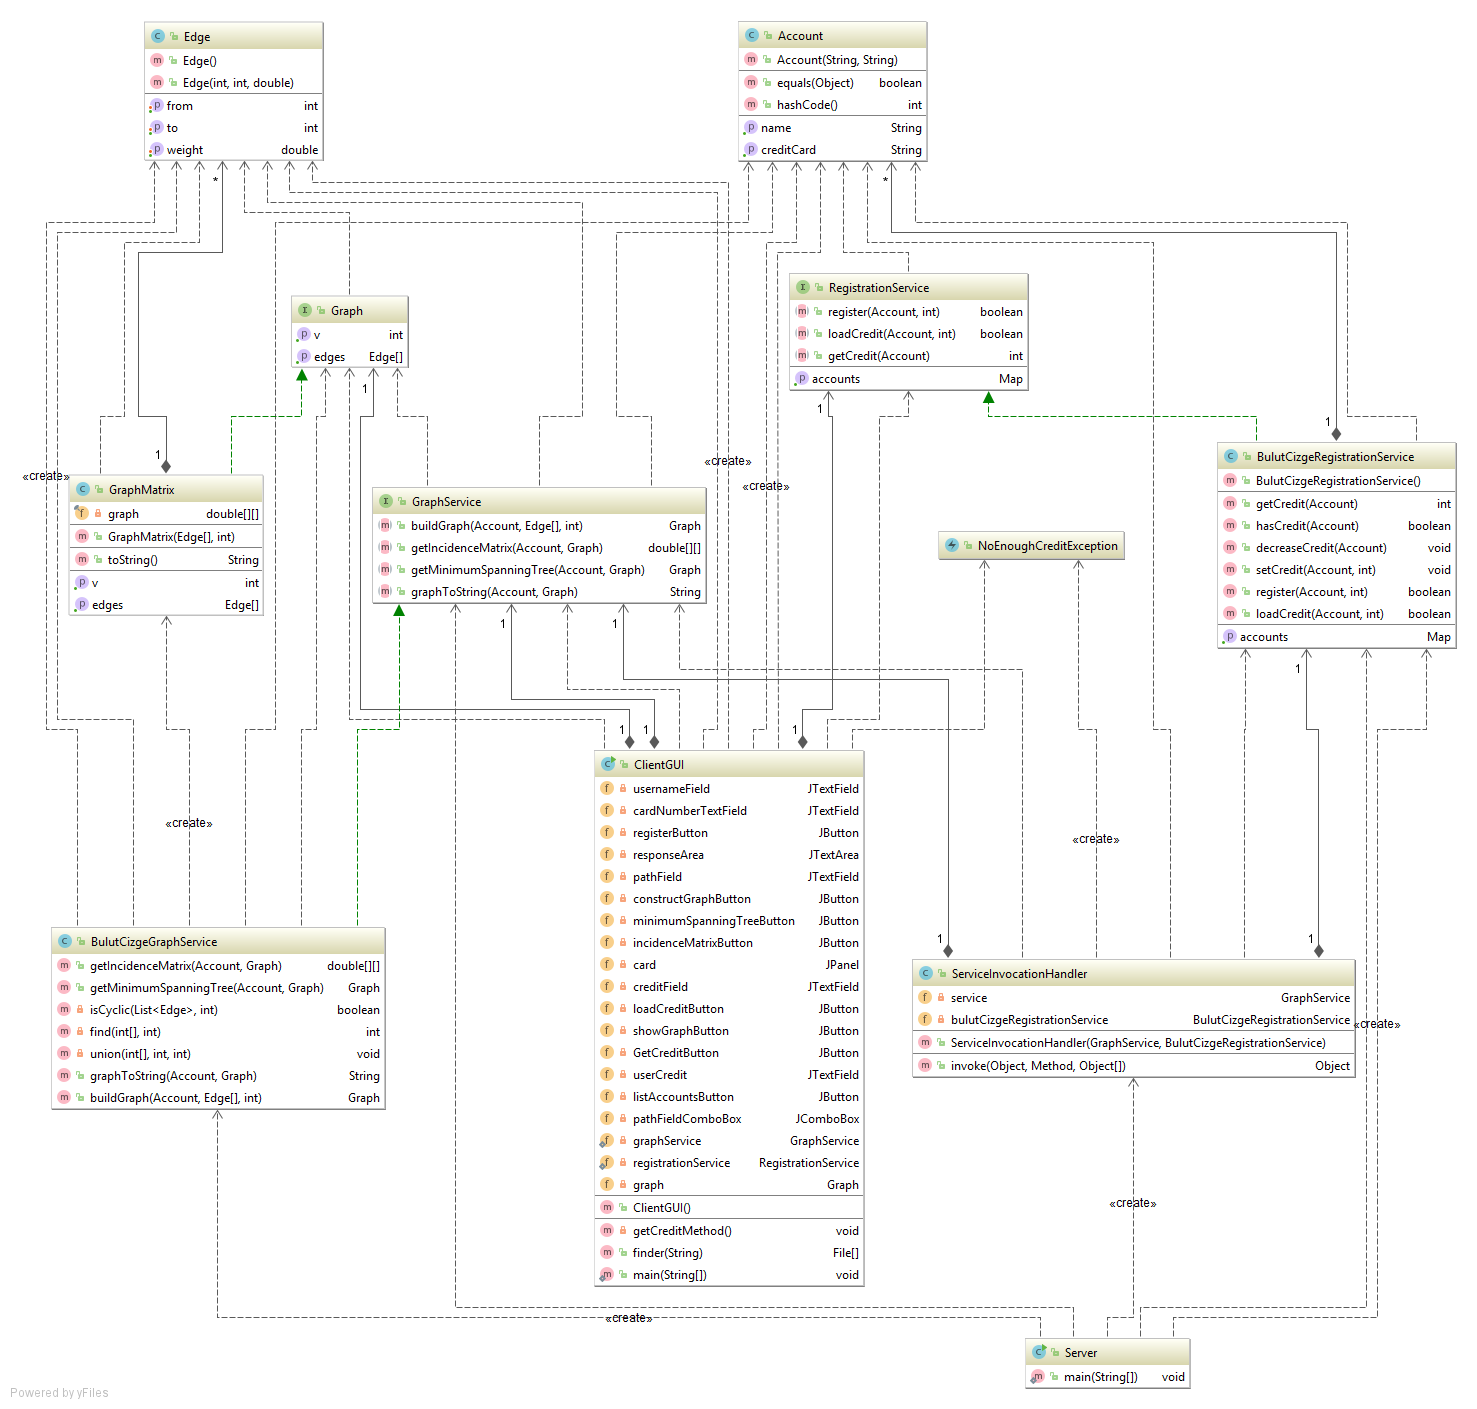 Edge
Edge()
Edge(int, int, double)
from int
to int
weight double
*
Account
Account(String, String)
equals(Object) boolean
hashCode() int
name String
creditCard String
*
Graph
v int
edges Edge[]
1
RegistrationService
register(Account, int) boolean
loadCredit(Account, int) boolean
getCredit(Account) int
accounts Map
1
1
«create»
1
GraphMatrix
graph double[][]
GraphMatrix(Edge[], int)
toString() String
v int
edges Edge[]
GraphService
buildGraph(Account, Edge[], int) Graph
getIncidenceMatrix(Account, Graph) double[][]
getMinimumSpanningTree(Account, Graph) Graph
graphToString(Account, Graph) String
1
1
«create»
«create»
NoEnoughCreditException
BulutCizgeRegistrationService
BulutCizgeRegistrationService()
getCredit(Account) int
hasCredit(Account) boolean
decreaseCredit(Account) void
setCredit(Account, int) void
register(Account, int) boolean
loadCredit(Account, int) boolean
accounts Map
1
«create»
1
1
1
ClientGUI
usernameField JTextField
cardNumberTextField JTextField
registerButton JButton
responseArea JTextArea
pathField JTextField
constructGraphButton JButton
minimumSpanningTreeButton JButton
incidenceMatrixButton JButton
card JPanel
creditField JTextField
loadCreditButton JButton
showGraphButton JButton
GetCreditButton JButton
userCredit JTextField
listAccountsButton JButton
pathFieldComboBox JComboBox
graphService GraphService
registrationService RegistrationService
graph Graph
ClientGUI()
getCreditMethod() void
finder(String) File[]
main(String[]) void
«create»
BulutCizgeGraphService
getIncidenceMatrix(Account, Graph) double[][]
getMinimumSpanningTree(Account, Graph) Graph
isCyclic(List<Edge>, int) boolean
find(int[], int) int
union(int[], int, int) void
graphToString(Account, Graph) String
buildGraph(Account, Edge[], int) Graph
1
1
ServiceInvocationHandler
service GraphService
bulutCizgeRegistrationService BulutCizgeRegistrationService
ServiceInvocationHandler(GraphService, BulutCizgeRegistrationService)
invoke(Object, Method, Object[]) Object
«create»
«create»
«create»
Server
main(String[]) void
Powered by yFiles